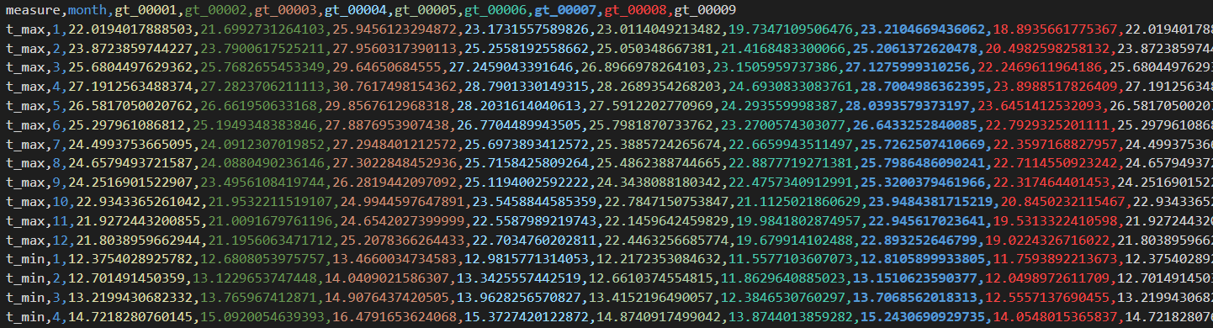 measure,month,gt_00001,gt_00002,gt_00003,gt_00004,gt_00005,gt_00006,gt_00007,gt_00008,gt_00009
t_max,1,22.0194017888503,21.6992731264103,25.9456123294872,23.1731557589826,23.0114049213482,19.7347109506476,23.2104669436062,18.8935661775367,22.019401788
t_max,2,23.8723859744227,23.7900617525211,27.9560317390113,25.2558192558662,25.050348667381,21.4168483300066,25.2061372620478,20.4982598258132,23.872385974
t_max,3,25.6804497629362,25.7682655453349,29.64650684555,27.2459043391646,26.8966978264103,23.1505959737386,27.1275999310256,22.2469611964186,25.68044976293
t_max,4,27.1912563488374,27.2823706211113,30.7617498154362,28.7901330149315,28.2689354268203,24.6930833083761,28.7004986362395,23.8988517826409,27.191256348
t_max,5,26.5817050020762,26.661950633168,29.8567612968318,28.2031614040613,27.5912202770969,24.293559998387,28.0393579373197,23.6451412532093,26.58170500207
t_max,6,25.297961086812,25.1949348383846,27.8876953907438,26.7704489943505,25.7981870733762,23.2700574303077,26.6433252840085,22.7929325201111,25.2979610868
t_max,7,24.4993753665095,24.0912307019852,27.2948401212572,25.6973893412572,25.3885724265674,22.6659943511497,25.7262507410669,22.3597168827957,24.499375366
t_max,8,24.6579493721587,24.0880490236146,27.3022848452936,25.7158425809264,25.4862388744665,22.8877719271381,25.7986486090241,22.7114550923242,24.657949372
t_max,9,24.2516901522907,23.4956108419744,26.2819442097092,25.1194002592222,24.3438088180342,22.4757340912991,25.3200379461966,22.317464401453,24.2516901522
t_max,10,22.9343365261042,21.9532211519107,24.9944597647891,23.5458844585359,22.7847150753847,21.1125021860629,23.9484381715219,20.8450232115467,22.93433652
t_max,11,21.9272443200855,21.0091679761196,24.6542027399999,22.5587989219743,22.1459642459829,19.9841802874957,22.945617023641,19.5313322410598,21.927244320
t_max,12,21.8038959662944,21.1956063471712,25.2078366264433,22.7034760202811,22.4463256685774,19.679914102488,22.893252646799,19.0224326716022,21.8038959662
t_min,1,12.3754028925782,12.6808053975757,13.4660034734583,12.9815771314053,12.2172353084632,11.5577103607073,12.8105899933805,11.7593892213673,12.375402892
t_min,2,12.701491450359,13.1229653747448,14.0409021586307,13.3425557442519,12.6610374554815,11.8629640885023,13.1510623590377,12.0498972611709,12.7014914503
t_min,3,13.2199430682332,13.765967412871,14.9076437420505,13.9628256570827,13.4152196490057,12.3846530760297,13.7068562018313,12.5557137690455,13.219943068
t_min,4,14.7218280760145,15.0920054639393,16.4791653624068,15.3727420122872,14.8740917499042,13.8744013859282,15.2430690929735,14.0548015365837,14.721828076